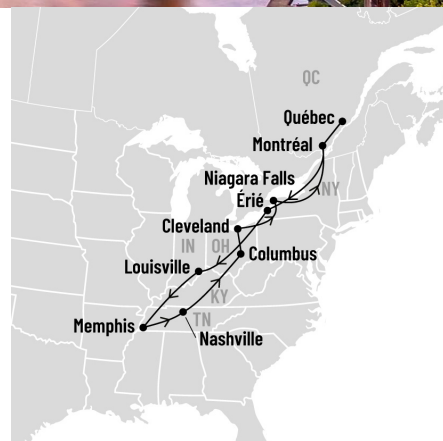 QC
Québec
Montréal
Niagara Falls
NY
Érié
Cleveland
IN
OH
Columbus
Louisville
KY
Memphis
TN
Nashville